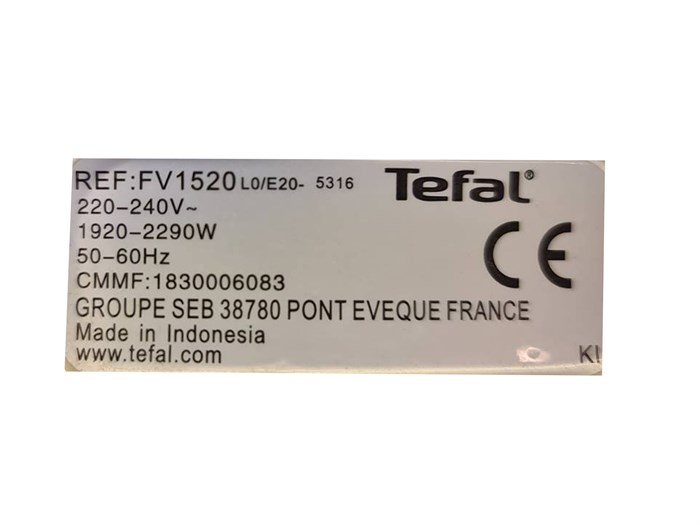 REF:FV1520 L0/E20- 5316
Tefal®
220-240V~
1920-2290W
50-60Hz
CE
CMMF:1830006083
GROUPE SEB 38780 PONT EVEQUE FRANCE
Made in Indonesia
www.tefal.com